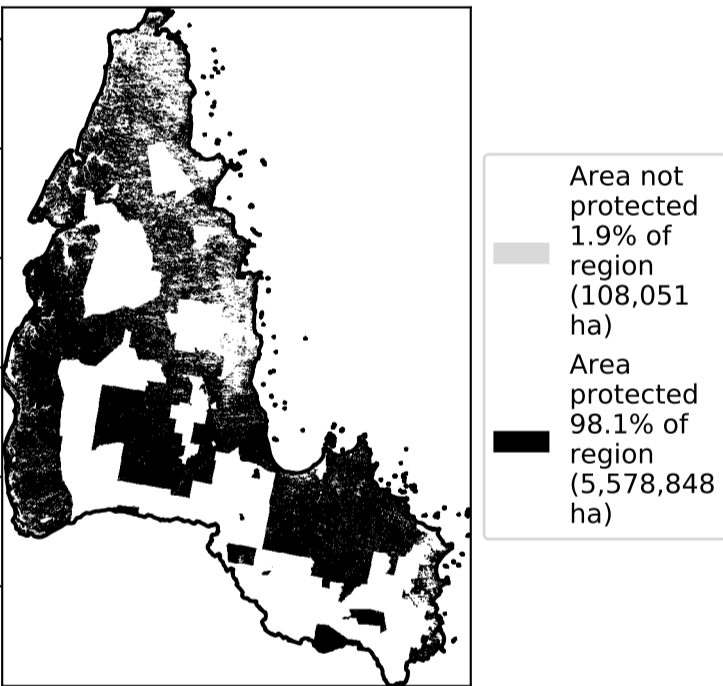 Area not
protected
1.9% of
region
(108,051
ha)
Area
protected
98.1% of
region
(5,578,848
ha)